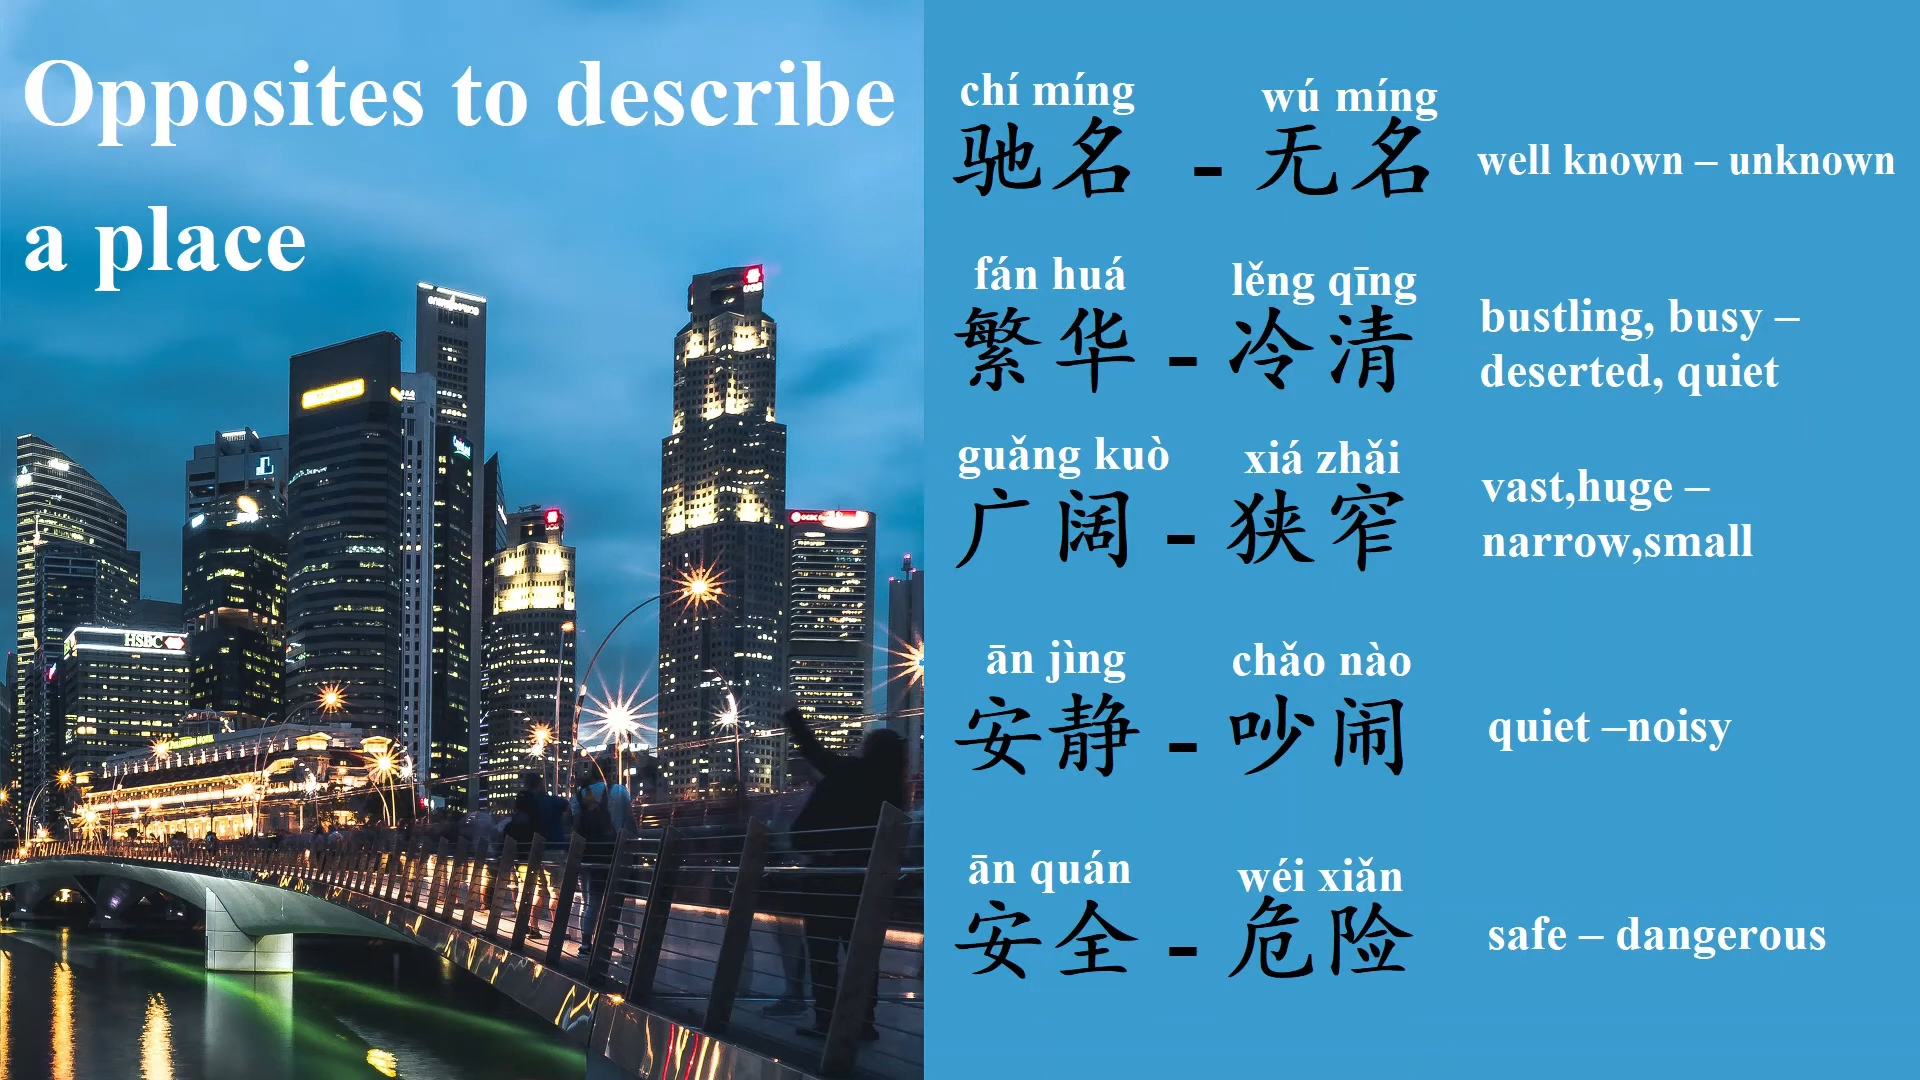 Opposites to describe
a place
chí míng wú míng
驰名 - 无名 well known – unknown
fán huá lěng qīng
繁华 - 冷清 bustling, busy –
deserted, quiet
guǎng kuò xiá zhǎi
广阔 - 狭窄 vast,huge –
narrow,small
ān jìng chǎo nào
安静 - 吵闹 quiet –noisy
ān quán wéi xiǎn
安全 - 危险 safe – dangerous
HSBC